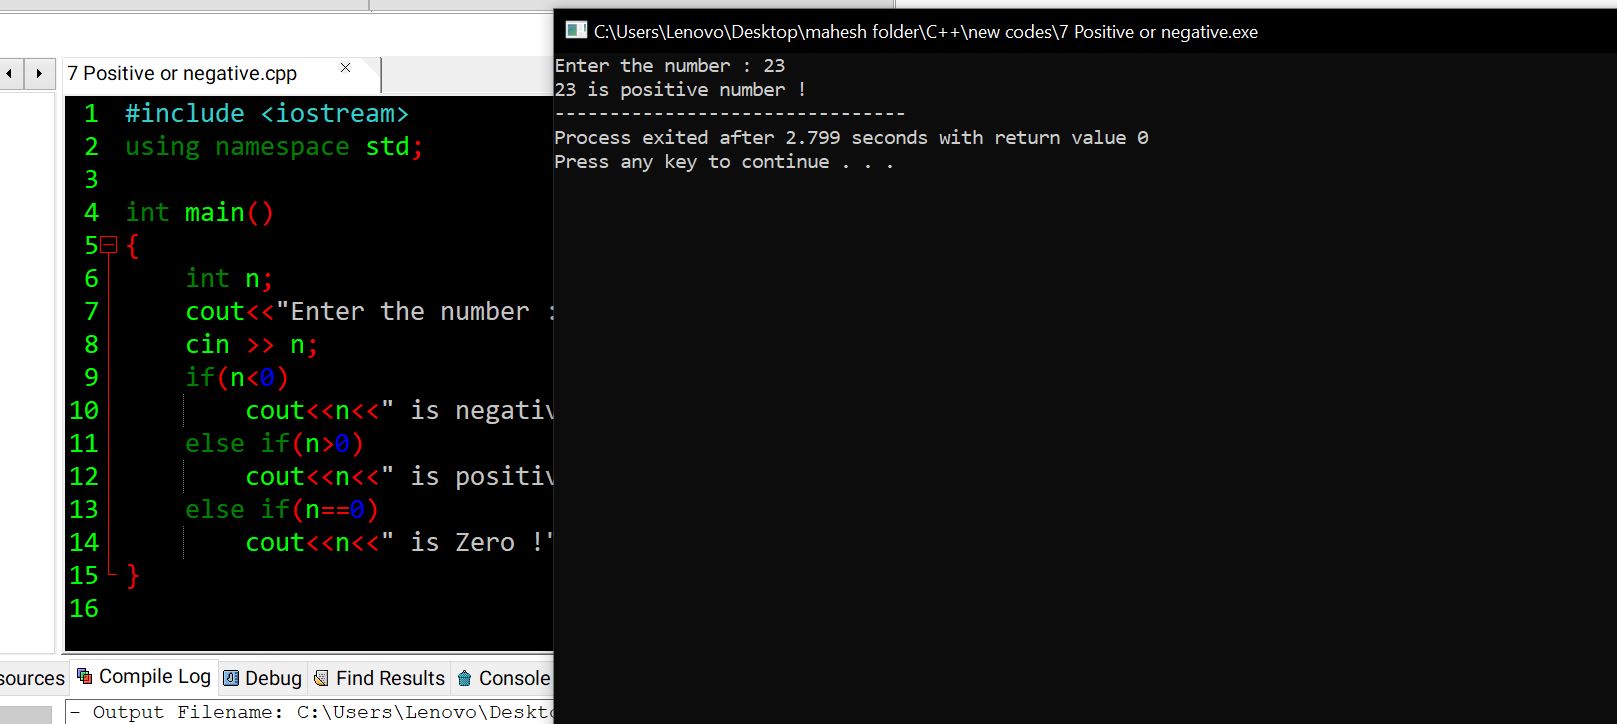 7 Positive or negative.cpp
1 #include <iostream>
2 using namespace std;
3
4 int main()
5 {
6 int n;
7 cout<<"Enter the number :
8 cin >> n;
9 if(n<0)
10 cout<<n<<" is negativ
11 else if(n>0)
12 cout<<n<<" is positiv
13 else if(n==0)
14 cout<<n<<" is Zero !"
15 }
16
sources Compile Log Debug Find Results Console
- Output Filename: C:\Users\Lenovo\Deskto
C:\Users\Lenovo\Desktop\mahesh folder\C++\new codes\7 Positive or negative.exe
Enter the number : 23
23 is positive number !
--------------------------------
Process exited after 2.799 seconds with return value 0
Press any key to continue . . .